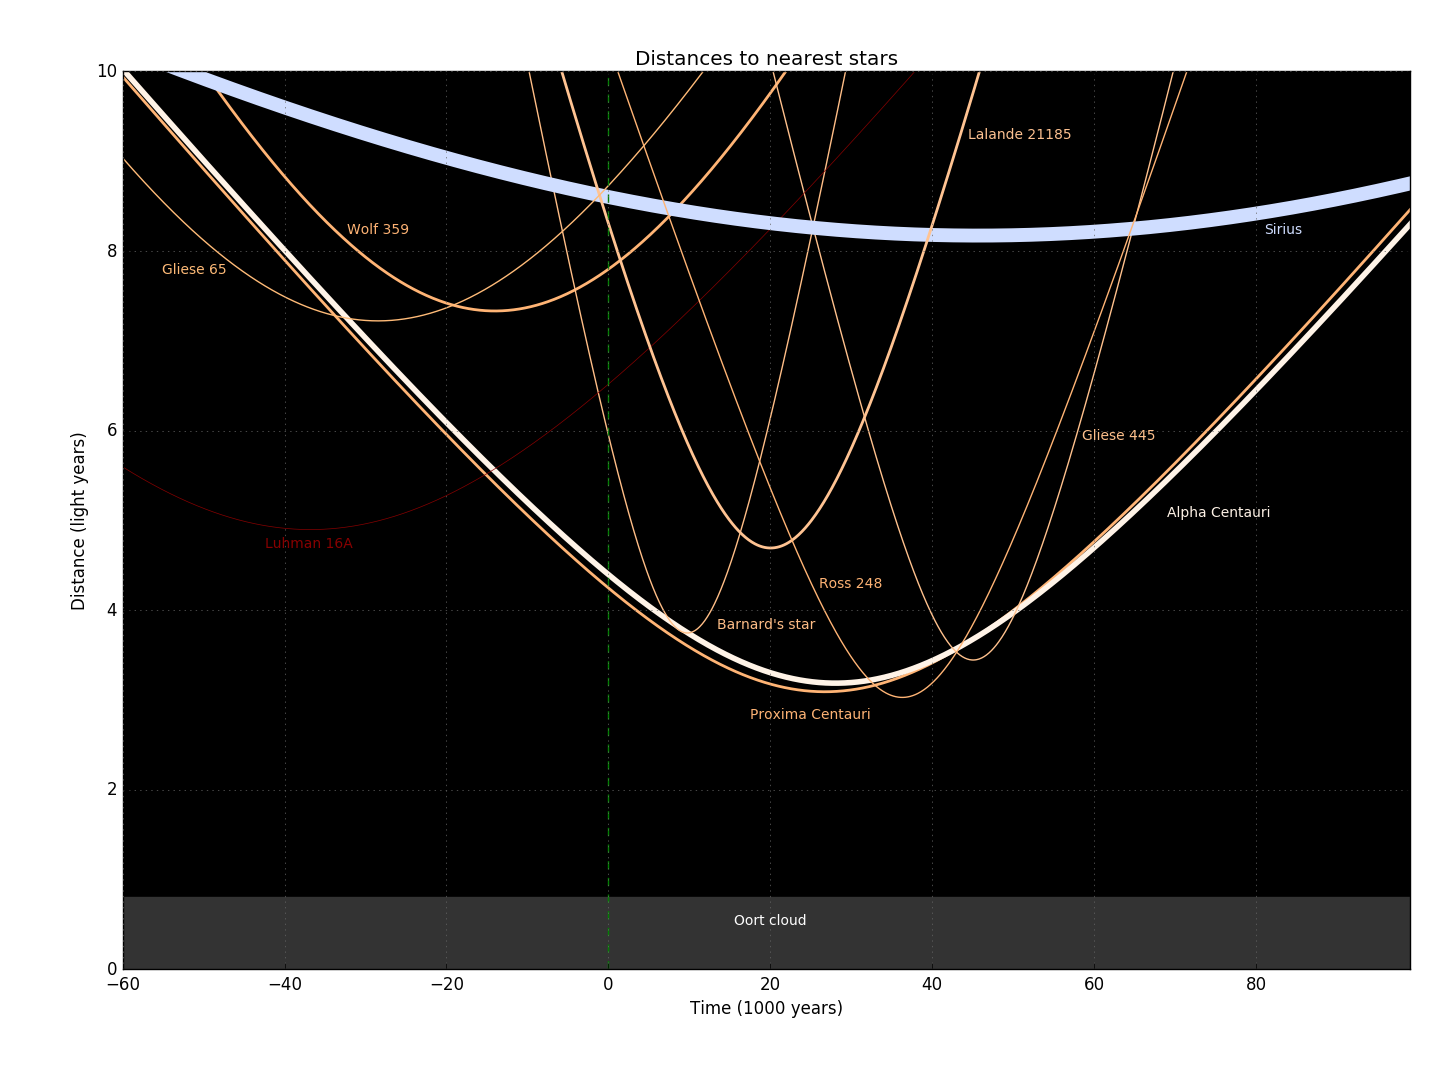 Distances to nearest stars
10
8
6
4
2
0
Distance (light years)
Lalande 21185
Wolf 359
Sirius
Gliese 65
Gliese 445
Alpha Centauri
Luhman 16A
Ross 248
Barnard's star
Proxima Centauri
Oort cloud
−60 −40 −20 0 20 40 60 80
Time (1000 years)